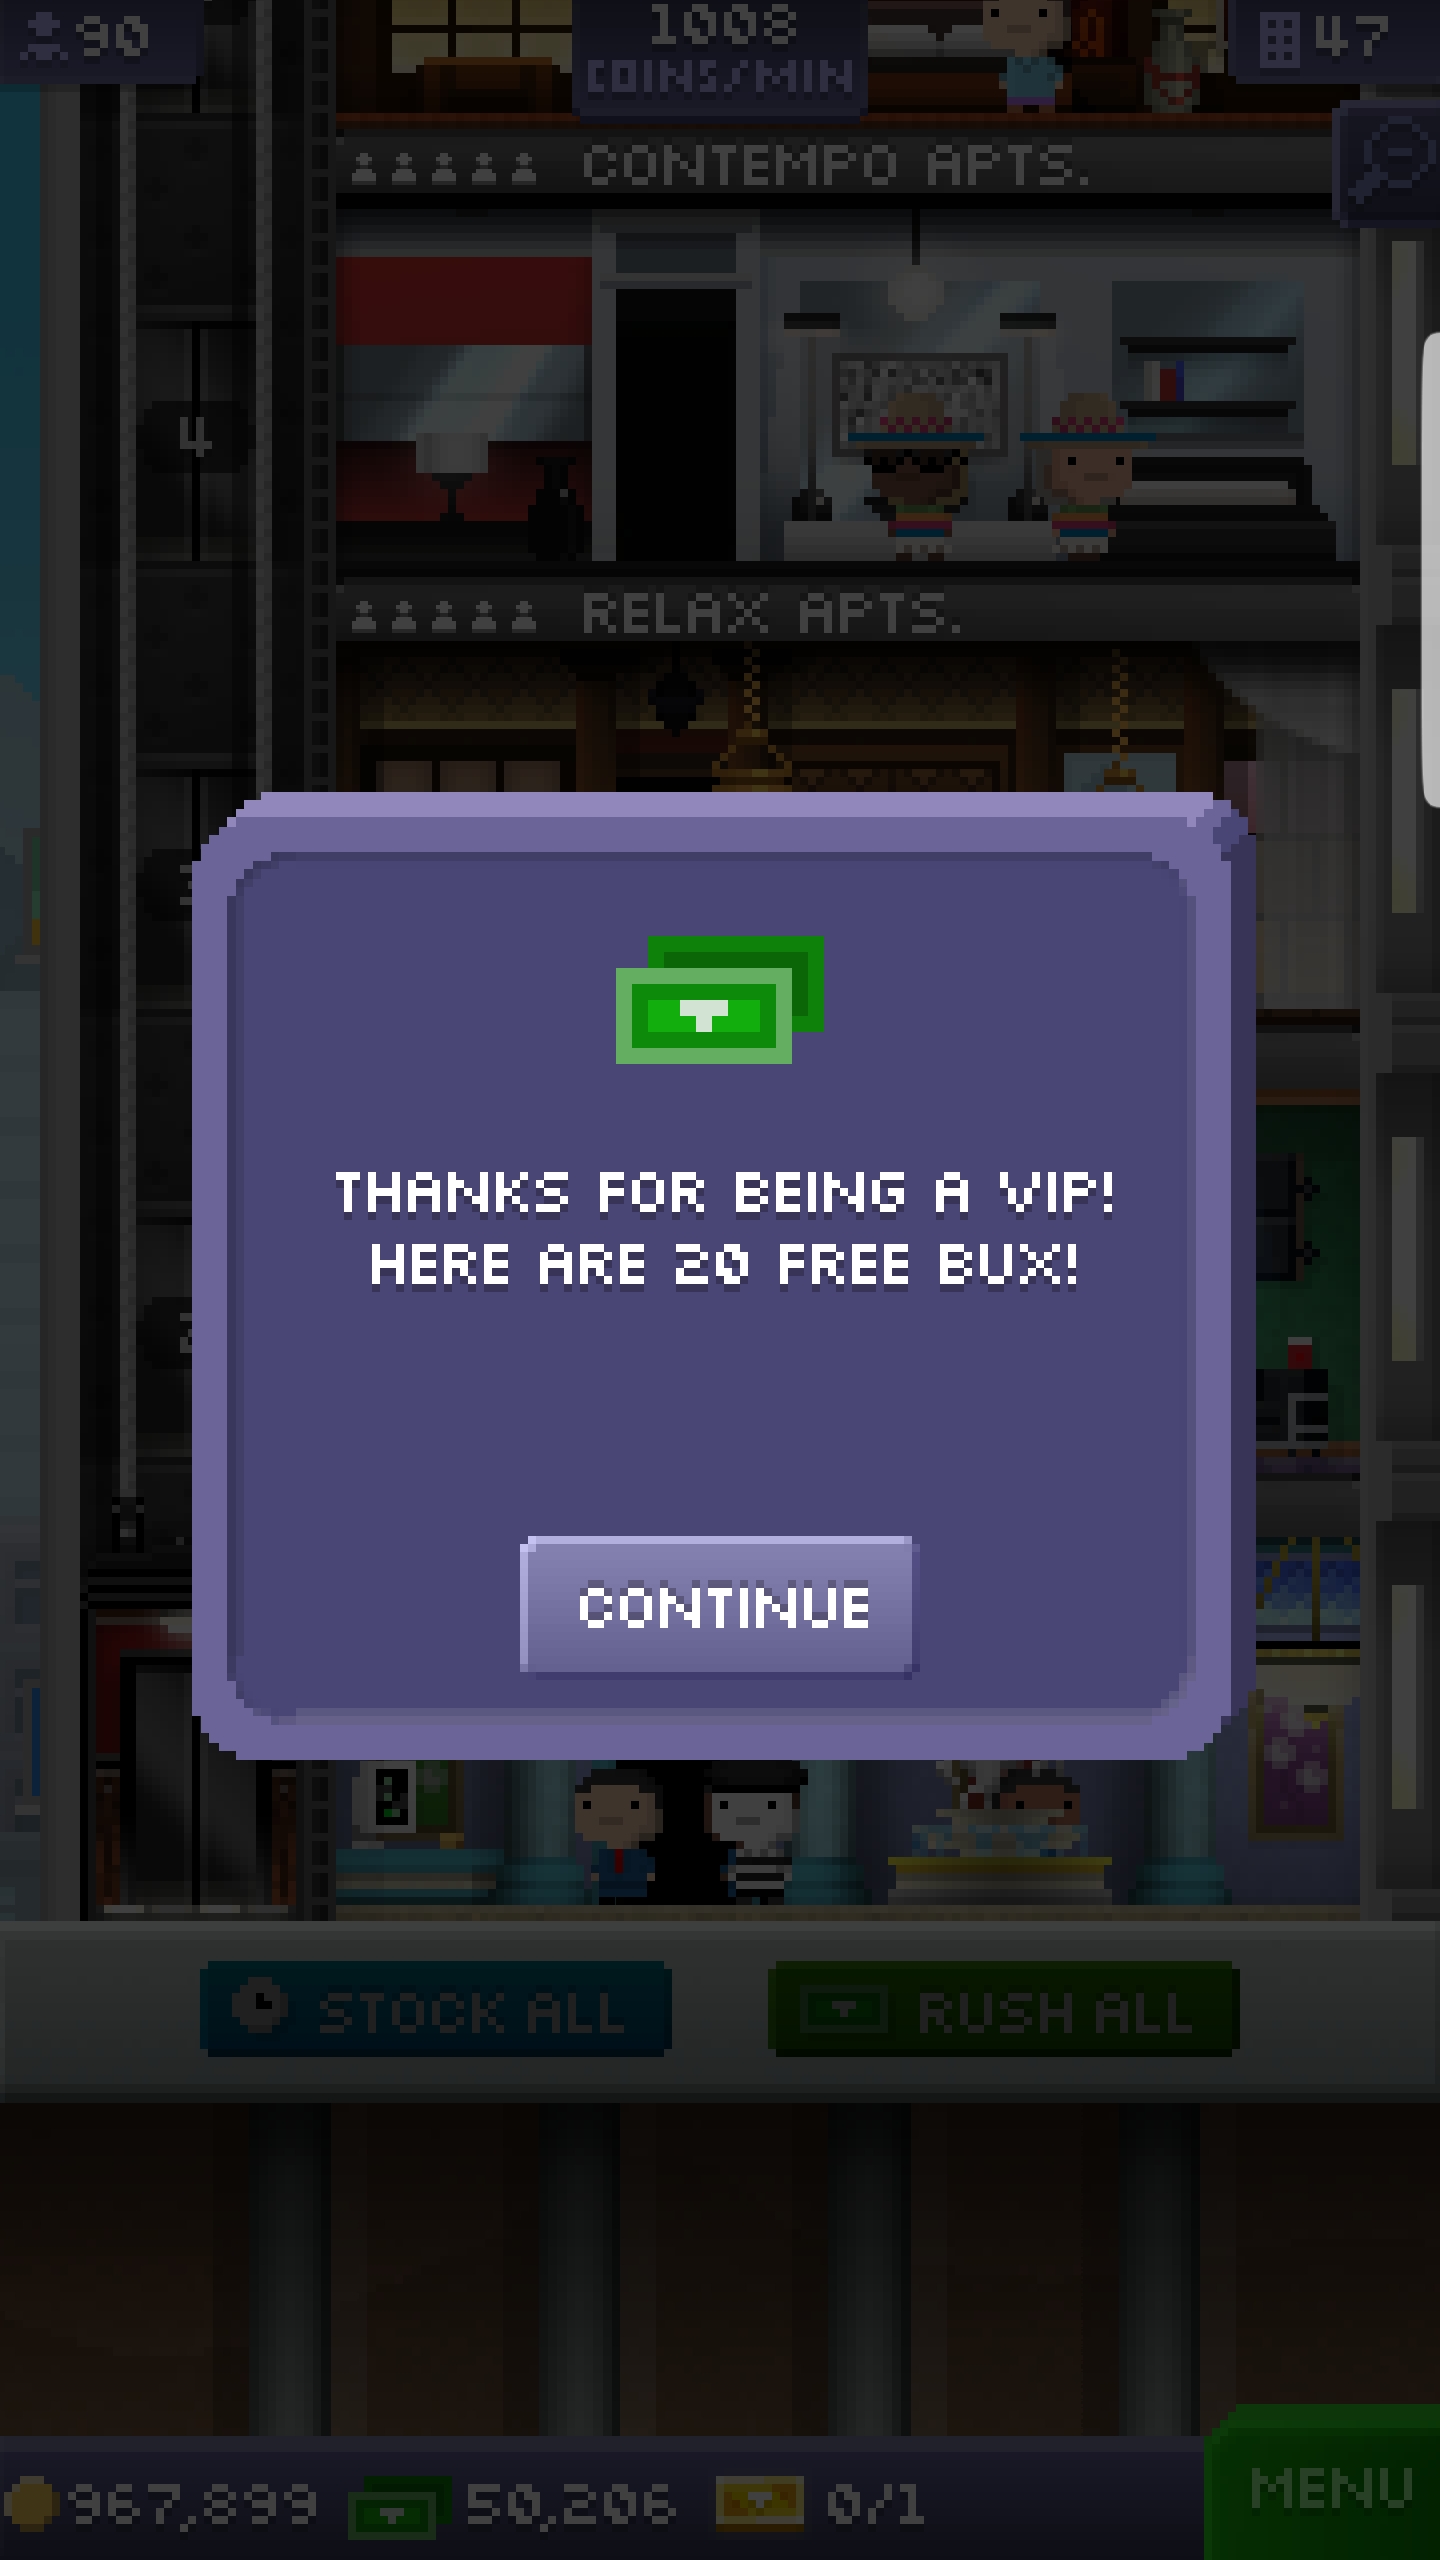 90
1008
COINS/MIN
47
CONTEMPO APTS.
4
RELAX APTS.
THANKS FOR BEING A VIP!
HERE ARE 20 FREE BUX!
CONTINUE
STOCK ALL
RUSH ALL
967,899
50,206
0/1
MENU